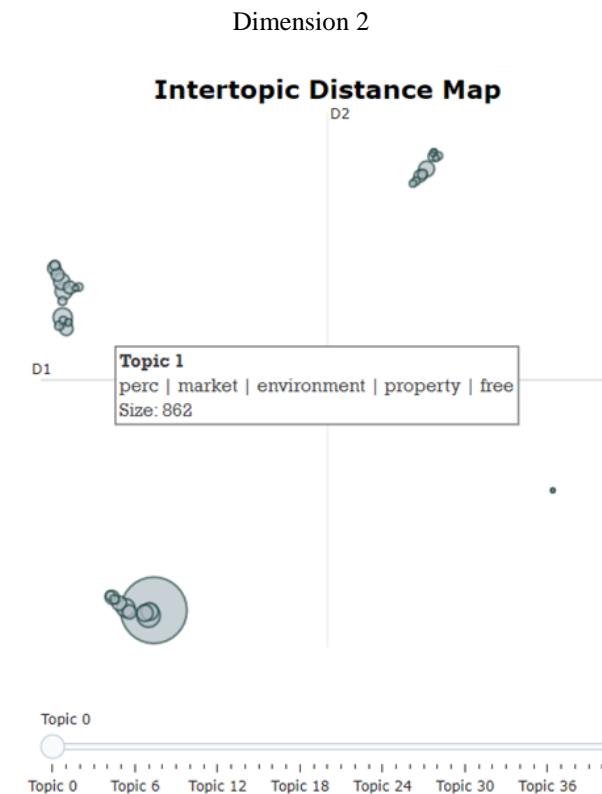 Dimension 2
Intertopic Distance Map
D2
D1
Topic 1
perc | market | environment | property | free
Size: 862
Topic 0
Topic 0 Topic 6 Topic 12 Topic 18 Topic 24 Topic 30 Topic 36